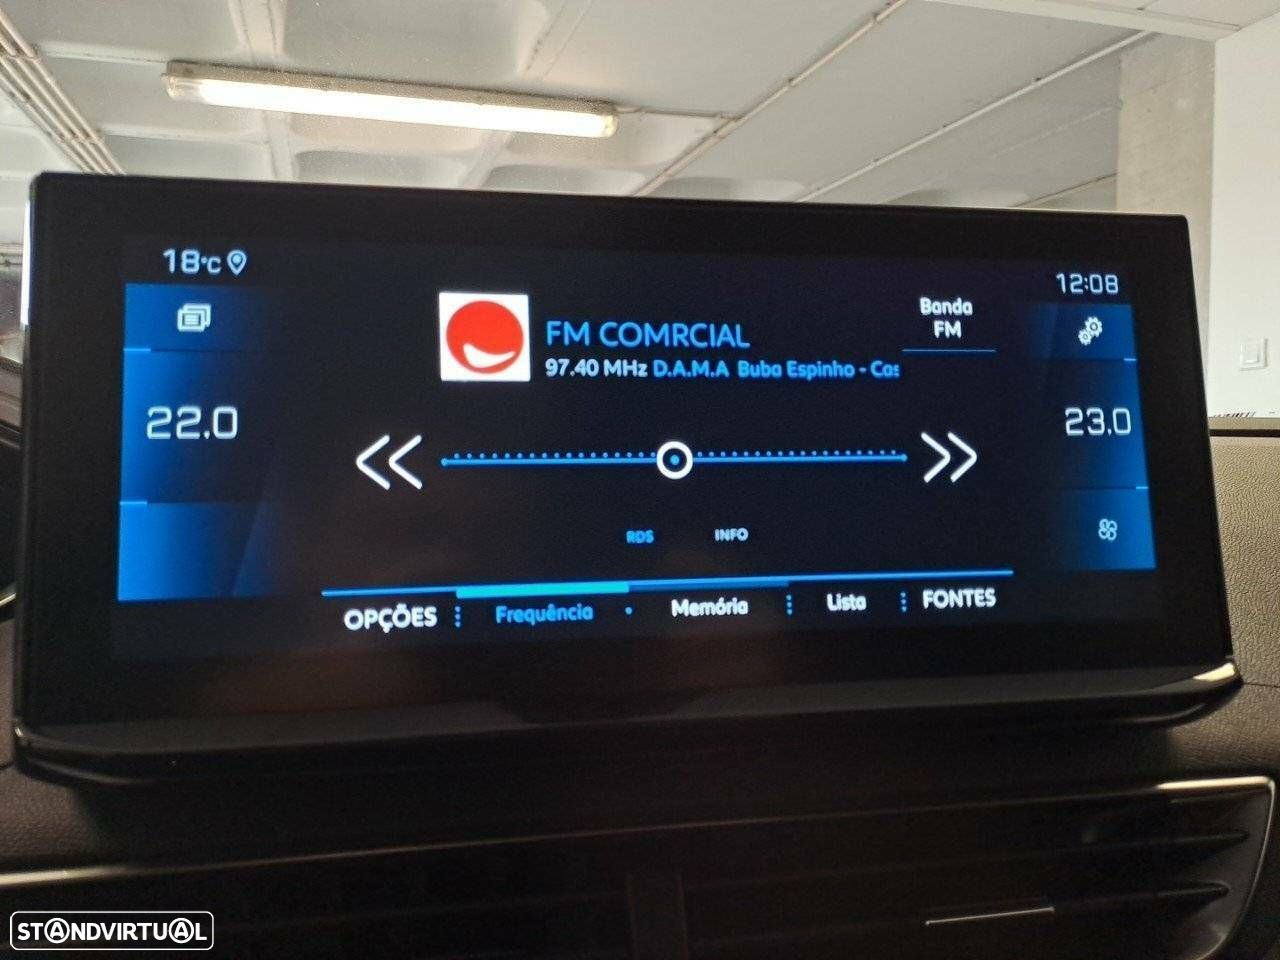 18°C
12:08
Banda
FM
FM COMRCIAL
97.40 MHz D.A.M.A Buba Espinho - Cas
22.0
23.0
RDS INFO
OPÇÕES Frequência Memória Lista FONTES
STANDVIRTUAL